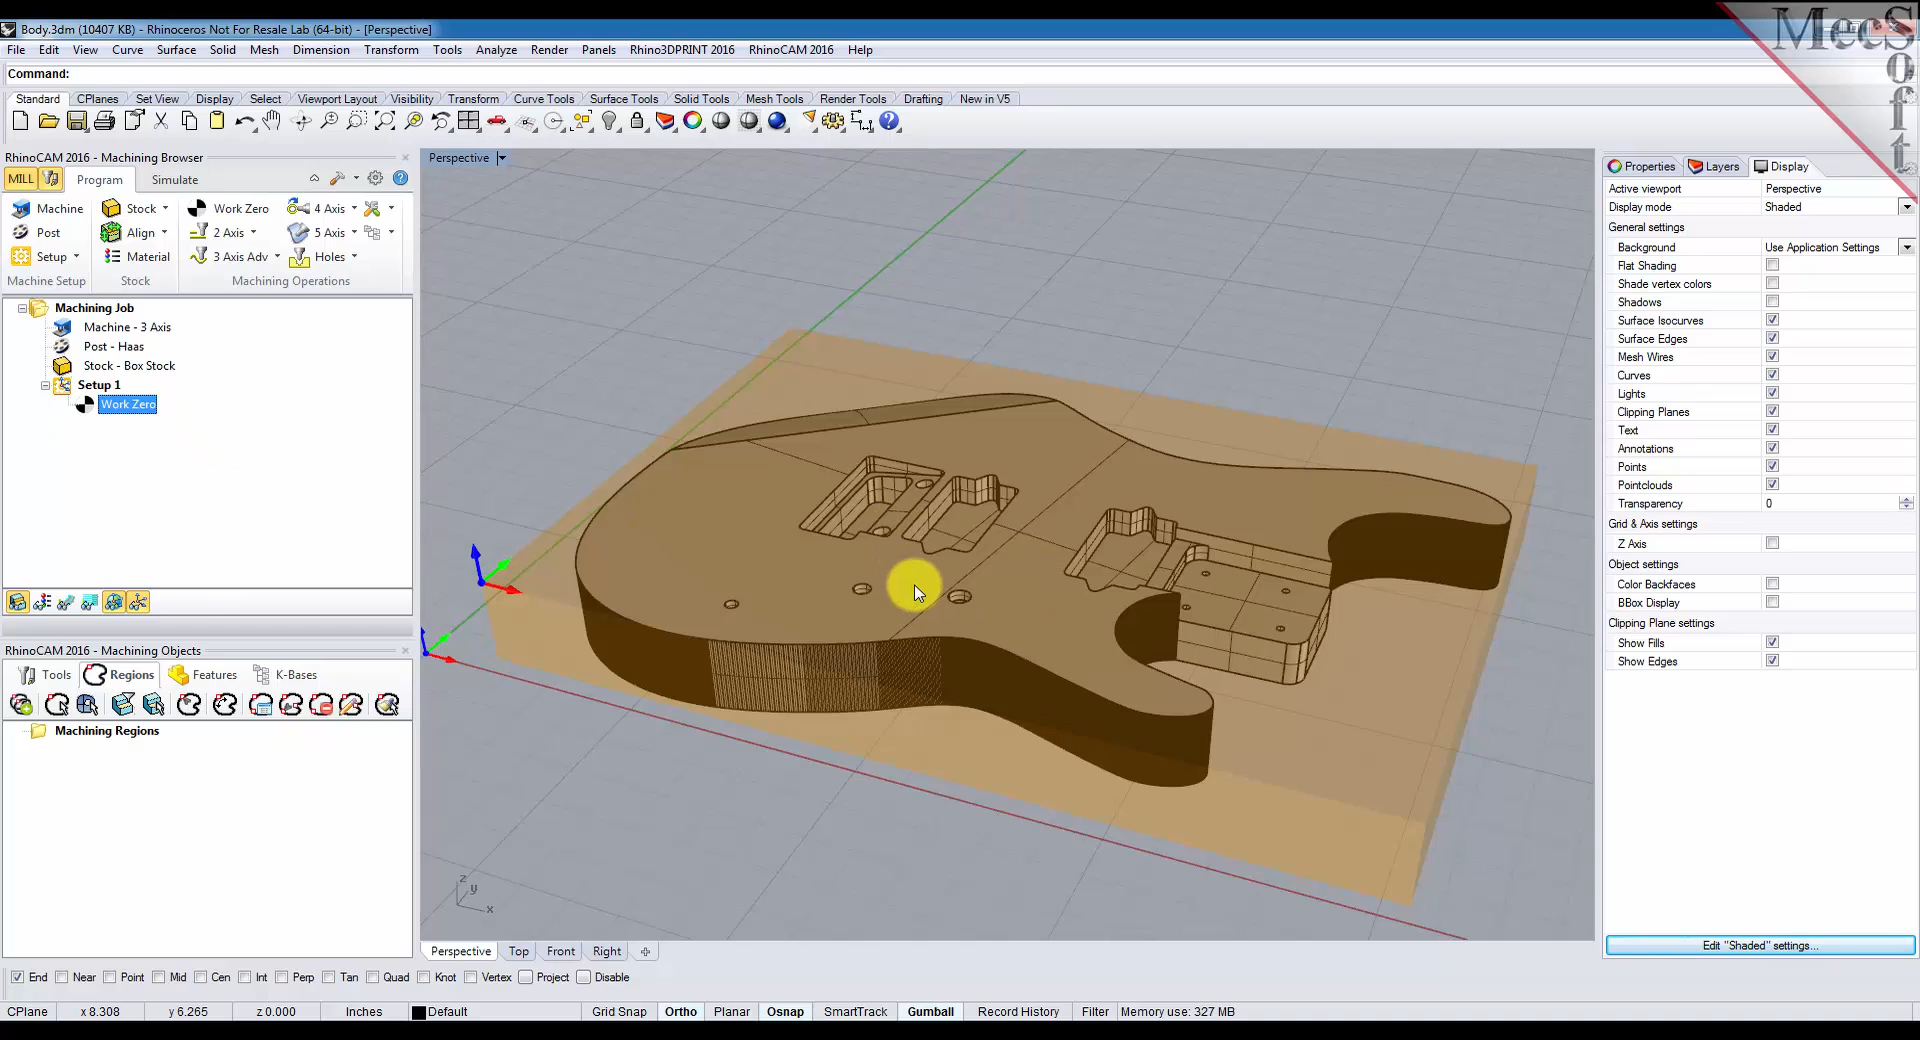 Body.3dm (10407 KB) - Rhinoceros Not For Resale Lab (64-bit) - [Perspective]
MecSoft
File Edit View Curve Surface Solid Mesh Dimension Transform Tools Analyze Render Panels Rhino3DPRINT 2016 RhinoCAM 2016 Help
Command:
Standard CPlanes Set View Display Select Viewport Layout Visibility Transform Curve Tools Surface Tools Solid Tools Mesh Tools Render Tools Drafting New in V5
RhinoCAM 2016 - Machining Browser
MILL Program Simulate
Machine Stock Work Zero 4 Axis
Post Align 2 Axis 5 Axis
Setup Material 3 Axis Adv Holes
Machine Setup Stock Machining Operations
Machining Job
Machine - 3 Axis
Post - Haas
Stock - Box Stock
Setup 1
Work Zero
RhinoCAM 2016 - Machining Objects
Tools Regions Features K-Bases
Machining Regions
Perspective
z
y
x
Perspective Top Front Right
Properties Layers Display
Active viewport Perspective
Display mode Shaded
General settings
Background Use Application Settings
Flat Shading
Shade vertex colors
Shadows
Surface Isocurves
Surface Edges
Mesh Wires
Curves
Lights
Clipping Planes
Text
Annotations
Points
Pointclouds
Transparency 0
Grid & Axis settings
Z Axis
Object settings
Color Backfaces
BBox Display
Clipping Plane settings
Show Fills
Show Edges
Edit "Shaded" settings...
End Near Point Mid Cen Int Perp Tan Quad Knot Vertex Project Disable
CPlane x 8.308 y 6.265 z 0.000 Inches Default Grid Snap Ortho Planar Osnap SmartTrack Gumball Record History Filter Memory use: 327 MB